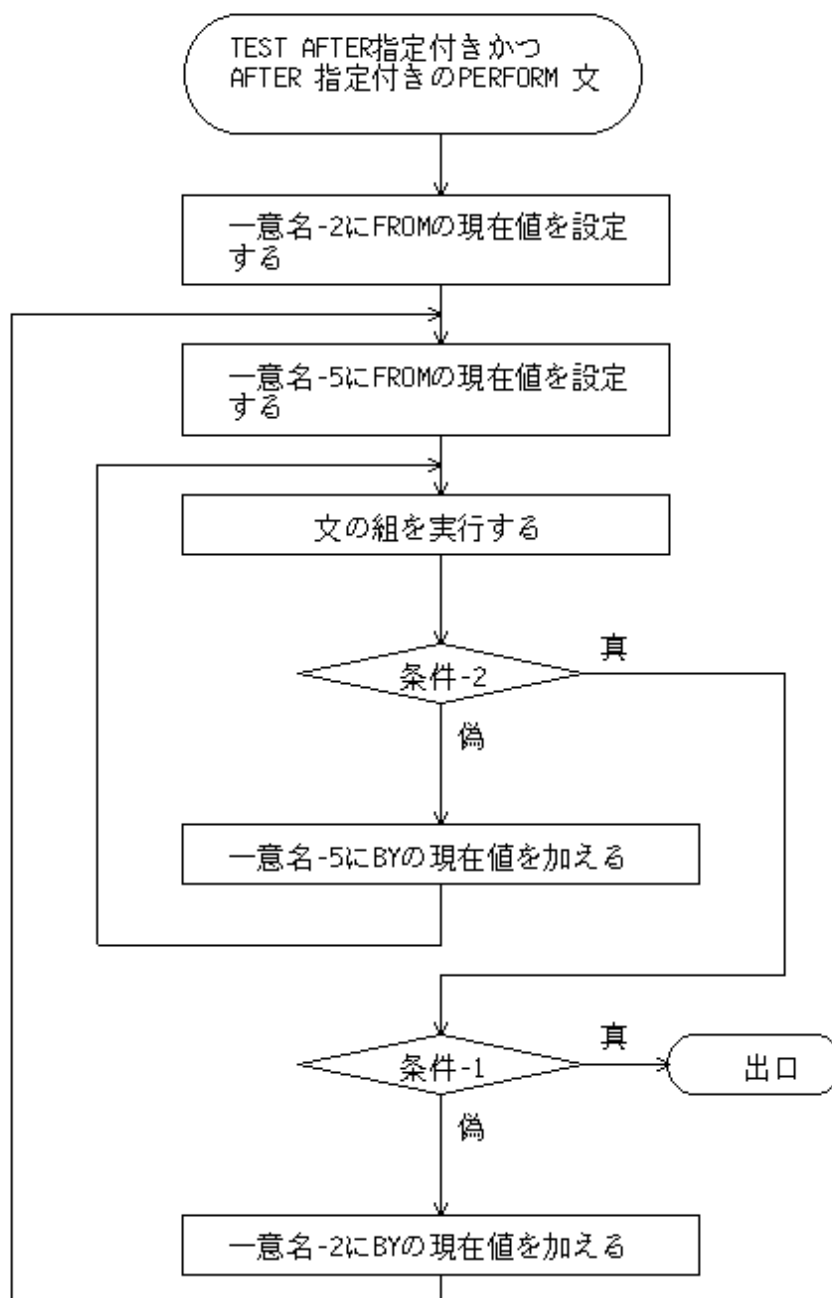 TEST AFTER指定付きかつ
AFTER 指定付きのPERFORM 文
一意名-2にFROMの現在値を設定
する
一意名-5にFROMの現在値を設定
する
文の組を実行する
真
条件-2
偽
一意名-5にBYの現在値を加える
真
条件-1
出口
偽
一意名-2にBYの現在値を加える